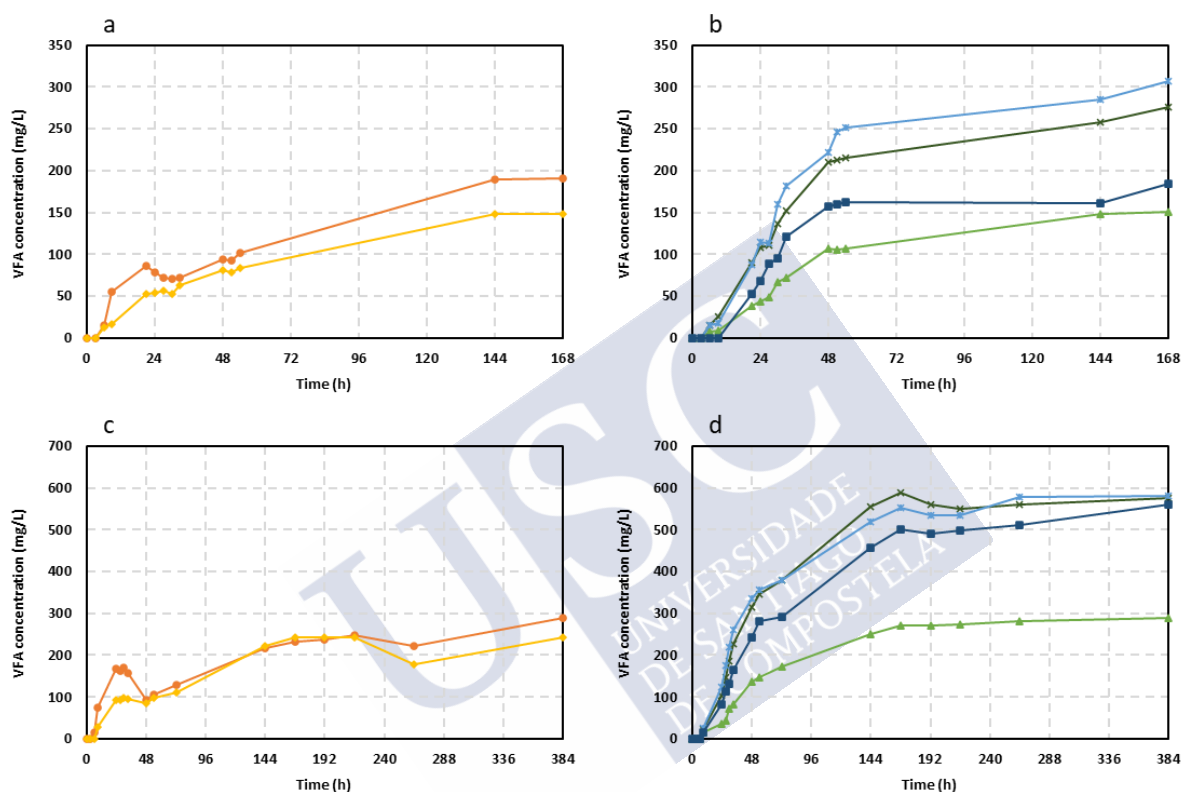 a
350
300
250
200
150
100
50
0
VFA concentration (mg/L)
0 24 48 72 96 120 144 168
Time (h)
b
350
300
250
200
150
100
50
0
VFA concentration (mg/L)
0 24 48 72 96 120 144 168
Time (h)
c
700
600
500
400
300
200
100
0
VFA concentration (mg/L)
0 48 96 144 192 240 288 336 384
Time (h)
d
700
600
500
400
300
200
100
0
VFA concentration (mg/L)
0 48 96 144 192 240 288 336 384
Time (h)
USC
UNIVERSIDADE
DE SANTIAGO
DE COMPOSTELA